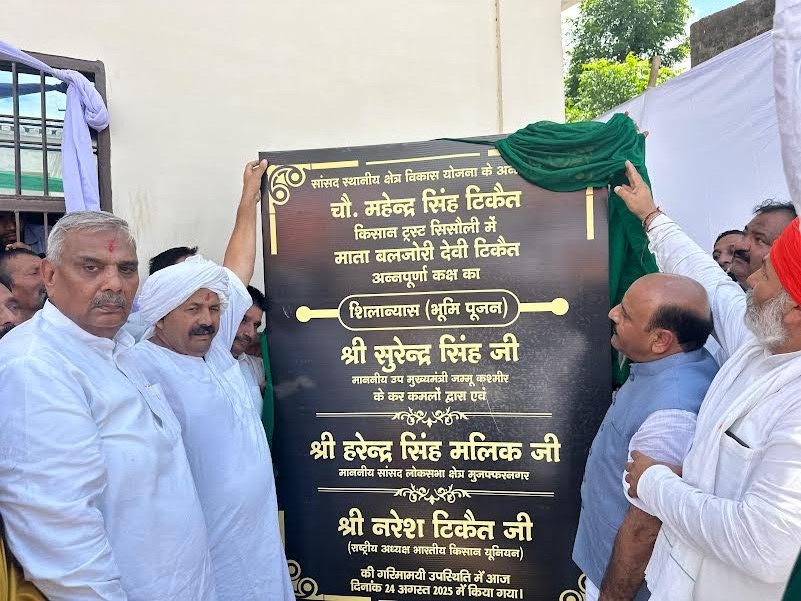 सांसद स्थानीय क्षेत्र विकास योजना के
चौ. महेन्द्र सिंह टिकैत
किसान ट्रस्ट सिसौली में
माता बलजोरी देवी टिकैत
अन्नपूर्णा कक्ष का
शिलान्यास (भूमि पूजन)
श्री सुरेन्द्र सिंह जी
माननीय उप मुख्यमंत्री जम्मू कश्मीर
के कर कमलों द्वारा एवं
श्री हरेन्द्र सिंह मलिक जी
माननीय सांसद लोकसभा क्षेत्र मुजफ्फरनगर
श्री नरेश टिकैत जी
(राष्ट्रीय अध्यक्ष भारतीय किसान यूनियन)
की गरिमामयी उपस्थिति में आज
दिनांक 24 अगस्त 2025 में किया गया।